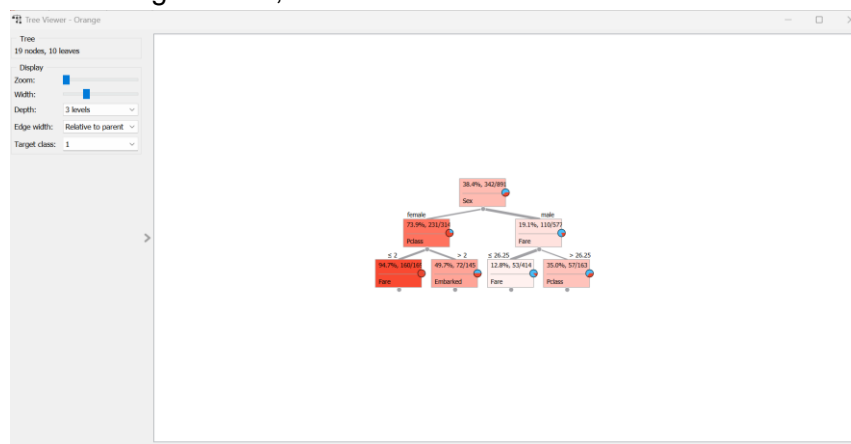 Tree Viewer - Orange
Tree
19 nodes, 10 leaves
Display
Zoom:
Width:
Depth: 3 levels
Edge width: Relative to parent
Target class: 1
38.4%, 342/891
Sex
female male
73.9%, 231/314 19.1%, 110/577
Pclass Fare
≤ 2 > 2 ≤ 26.25 > 26.25
94.7%, 160/16 49.7%, 72/145 12.8%, 53/414 35.0%, 57/163
Fare Embarked Fare Pclass